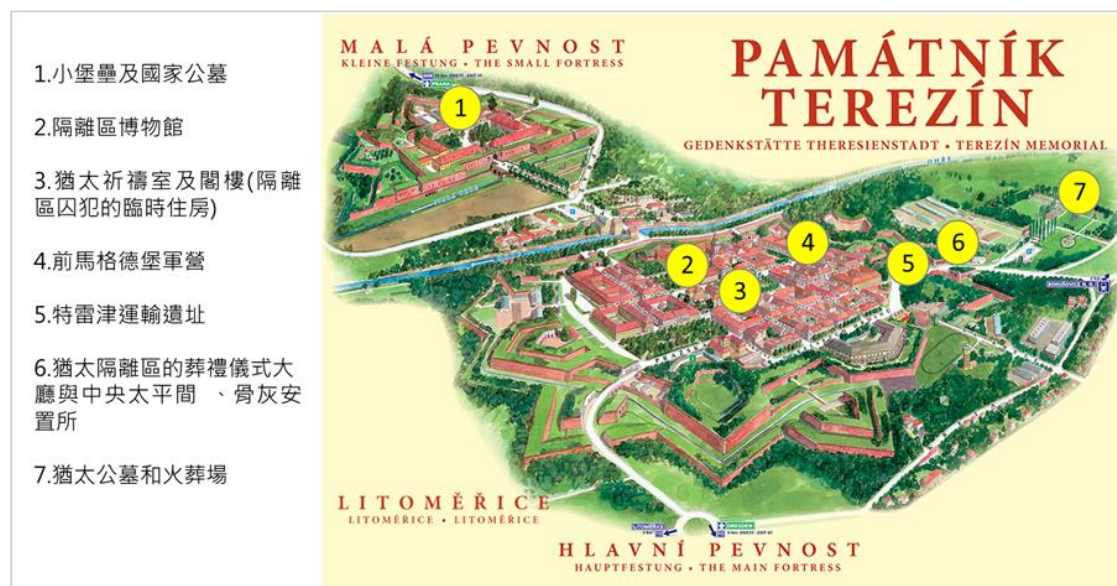 1.小堡壘及國家公墓
2.隔離區博物館
3.猶太祈禱室及閣樓(隔離
區囚犯的臨時住房)
4.前馬格德堡軍營
5.特雷津運輸遺址
6.猶太隔離區的葬禮儀式大
廳與中央太平間 、骨灰安
置所
7.猶太公墓和火葬場
MALÁ PEVNOST
KLEINE FESTUNG • THE SMALL FORTRESS
PRAHA
1
PAMÁTNÍK
TEREZÍN
GEDENKSTÄTTE THERESIENSTADT • TEREZÍN MEMORIAL
OHŘE
7
6
4
5
2
3
BOHUŠOVICE N. O.
LITOMĚŘICE
LITOMĚŘICE • LITOMĚŘICE
LITOMĚŘICE
DRESDEN
HLAVNÍ PEVNOST
HAUPTFESTUNG • THE MAIN FORTRESS